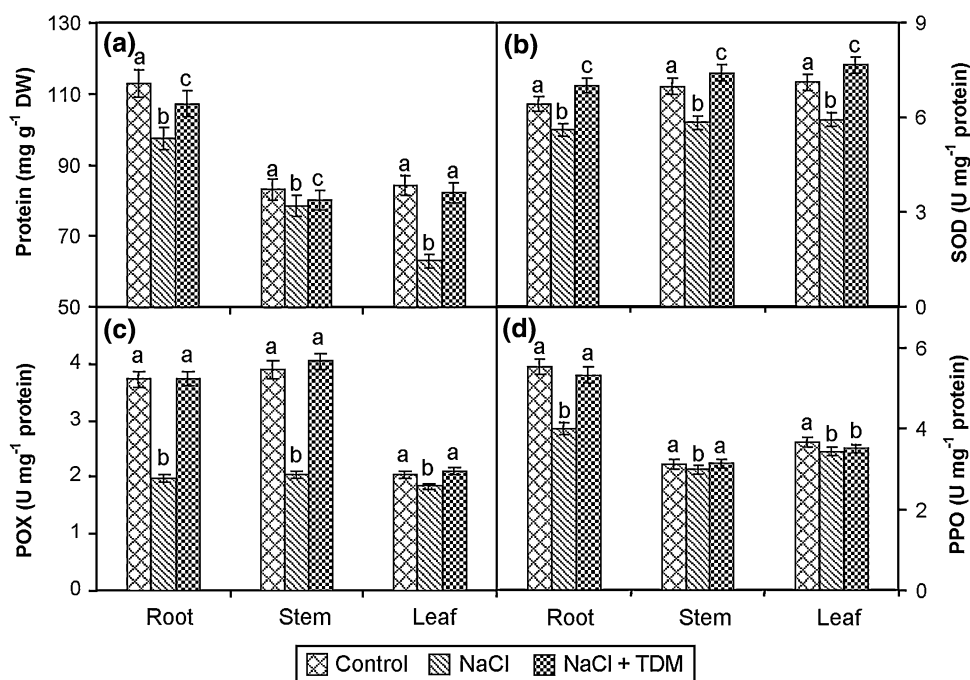 130
110
90
70
50
Protein (mg g⁻¹ DW)
(a)
a b c
a b c
a b a
(b)
a b c
a b c
a b c
9
6
3
0
SOD (U mg⁻¹ protein)
4
3
2
1
0
POX (U mg⁻¹ protein)
(c)
a b a
a b a
a b a
(d)
a b a
a b a
a b b
6
4
2
0
PPO (U mg⁻¹ protein)
Root Stem Leaf Root Stem Leaf
Control NaCl NaCl + TDM